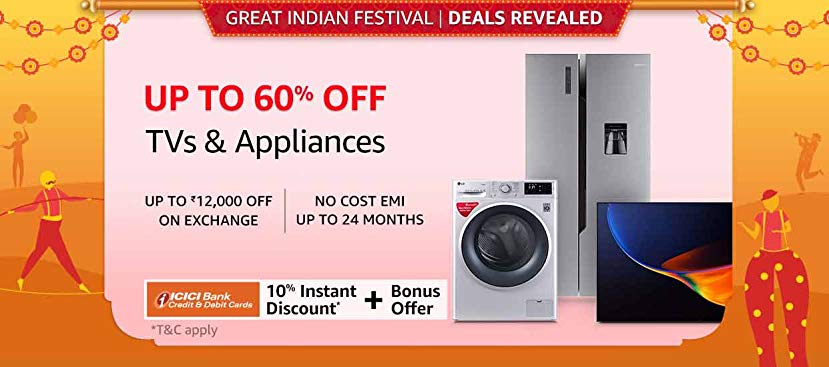 GREAT INDIAN FESTIVAL | DEALS REVEALED
UP TO 60% OFF
TVs & Appliances
UP TO ₹12,000 OFF
ON EXCHANGE
NO COST EMI
UP TO 24 MONTHS
ICICI Bank
Credit & Debit Cards
10% Instant
Discount*
+
Bonus
Offer
*T&C apply
LG